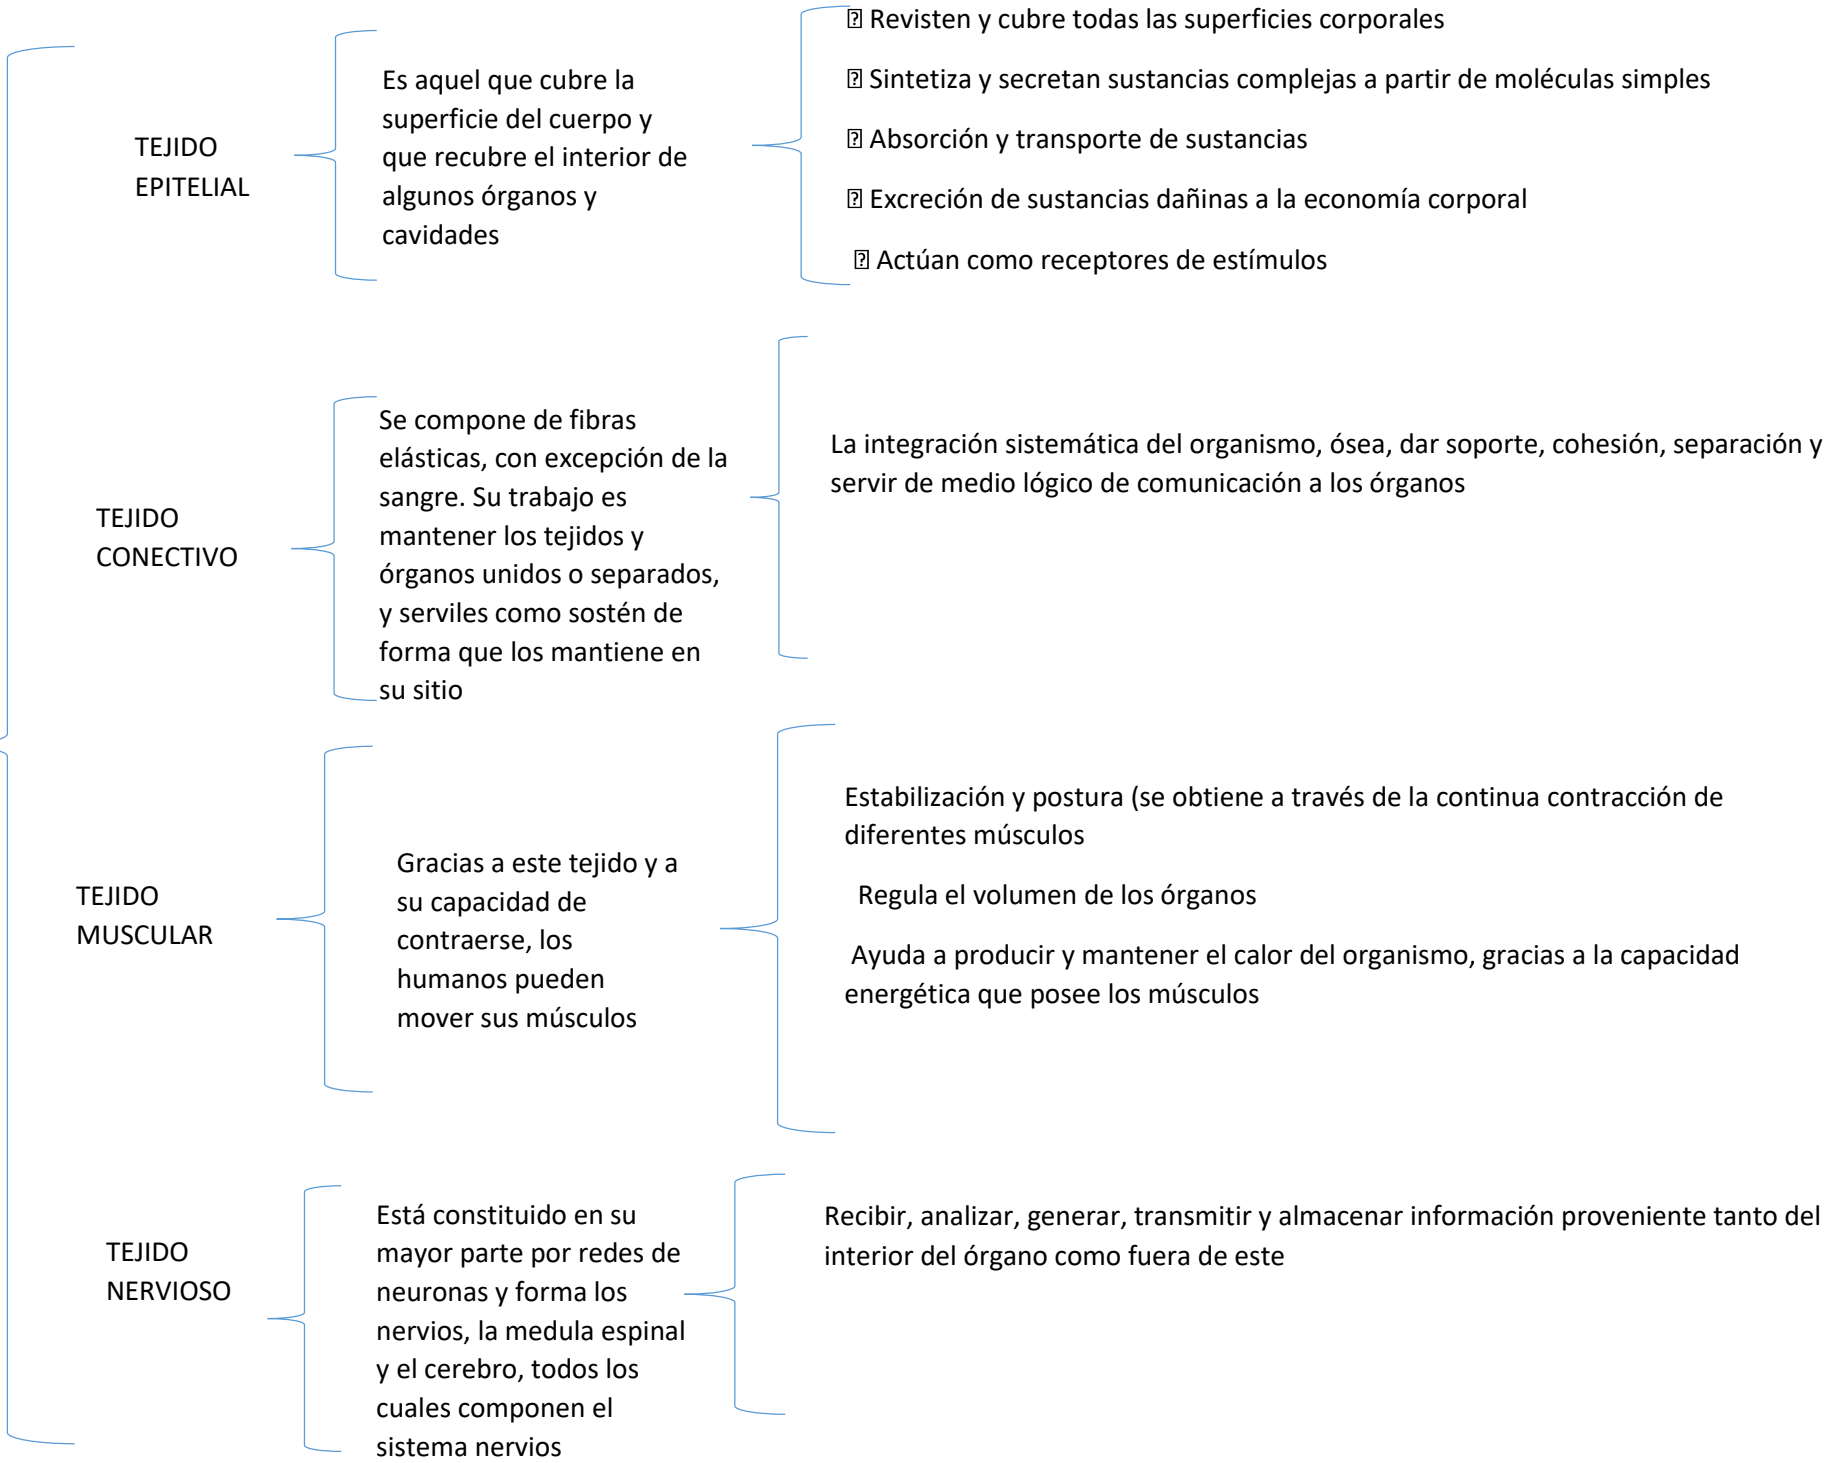 TEJIDO
EPITELIAL
Es aquel que cubre la
superficie del cuerpo y
que recubre el interior de
algunos órganos y
cavidades
⍰ Revisten y cubre todas las superficies corporales
⍰ Sintetiza y secretan sustancias complejas a partir de moléculas simples
⍰ Absorción y transporte de sustancias
⍰ Excreción de sustancias dañinas a la economía corporal
⍰ Actúan como receptores de estímulos
TEJIDO
CONECTIVO
Se compone de fibras
elásticas, con excepción de la
sangre. Su trabajo es
mantener los tejidos y
órganos unidos o separados,
y serviles como sostén de
forma que los mantiene en
su sitio
La integración sistemática del organismo, ósea, dar soporte, cohesión, separación y
servir de medio lógico de comunicación a los órganos
TEJIDO
MUSCULAR
Gracias a este tejido y a
su capacidad de
contraerse, los
humanos pueden
mover sus músculos
Estabilización y postura (se obtiene a través de la continua contracción de
diferentes músculos
Regula el volumen de los órganos
Ayuda a producir y mantener el calor del organismo, gracias a la capacidad
energética que posee los músculos
TEJIDO
NERVIOSO
Está constituido en su
mayor parte por redes de
neuronas y forma los
nervios, la medula espinal
y el cerebro, todos los
cuales componen el
sistema nervios
Recibir, analizar, generar, transmitir y almacenar información proveniente tanto del
interior del órgano como fuera de este